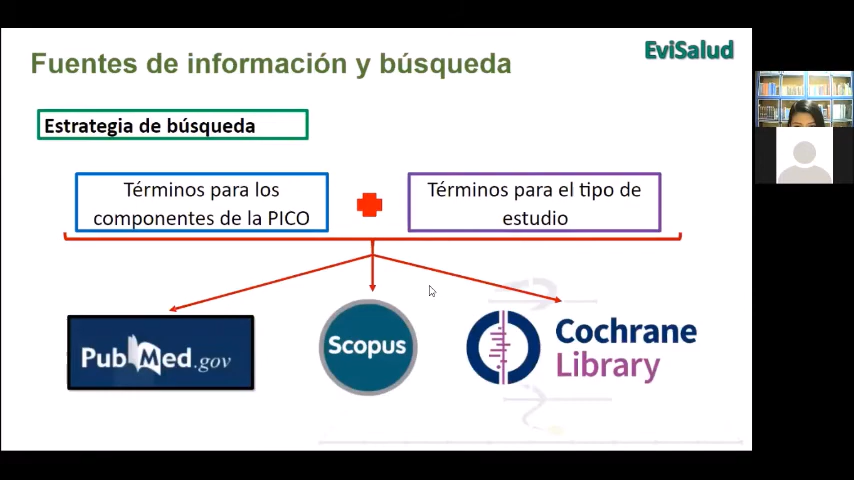 Fuentes de información y búsqueda
EviSalud
Estrategia de búsqueda
Términos para los
componentes de la PICO
Términos para el tipo de
estudio
PubMed.gov
Scopus
Cochrane
Library